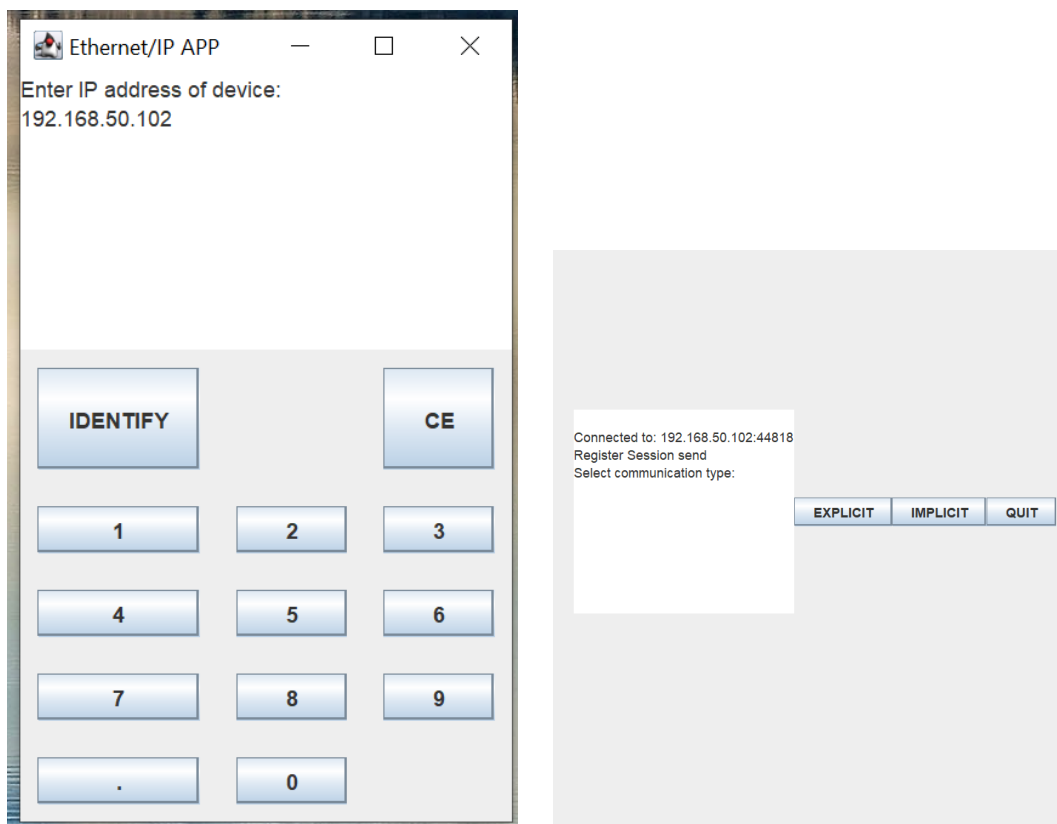 Ethernet/IP APP
Enter IP address of device:
192.168.50.102
IDENTIFY CE
1 2 3
4 5 6
7 8 9
. 0
Connected to: 192.168.50.102:44818
Register Session send
Select communication type:
EXPLICIT IMPLICIT QUIT